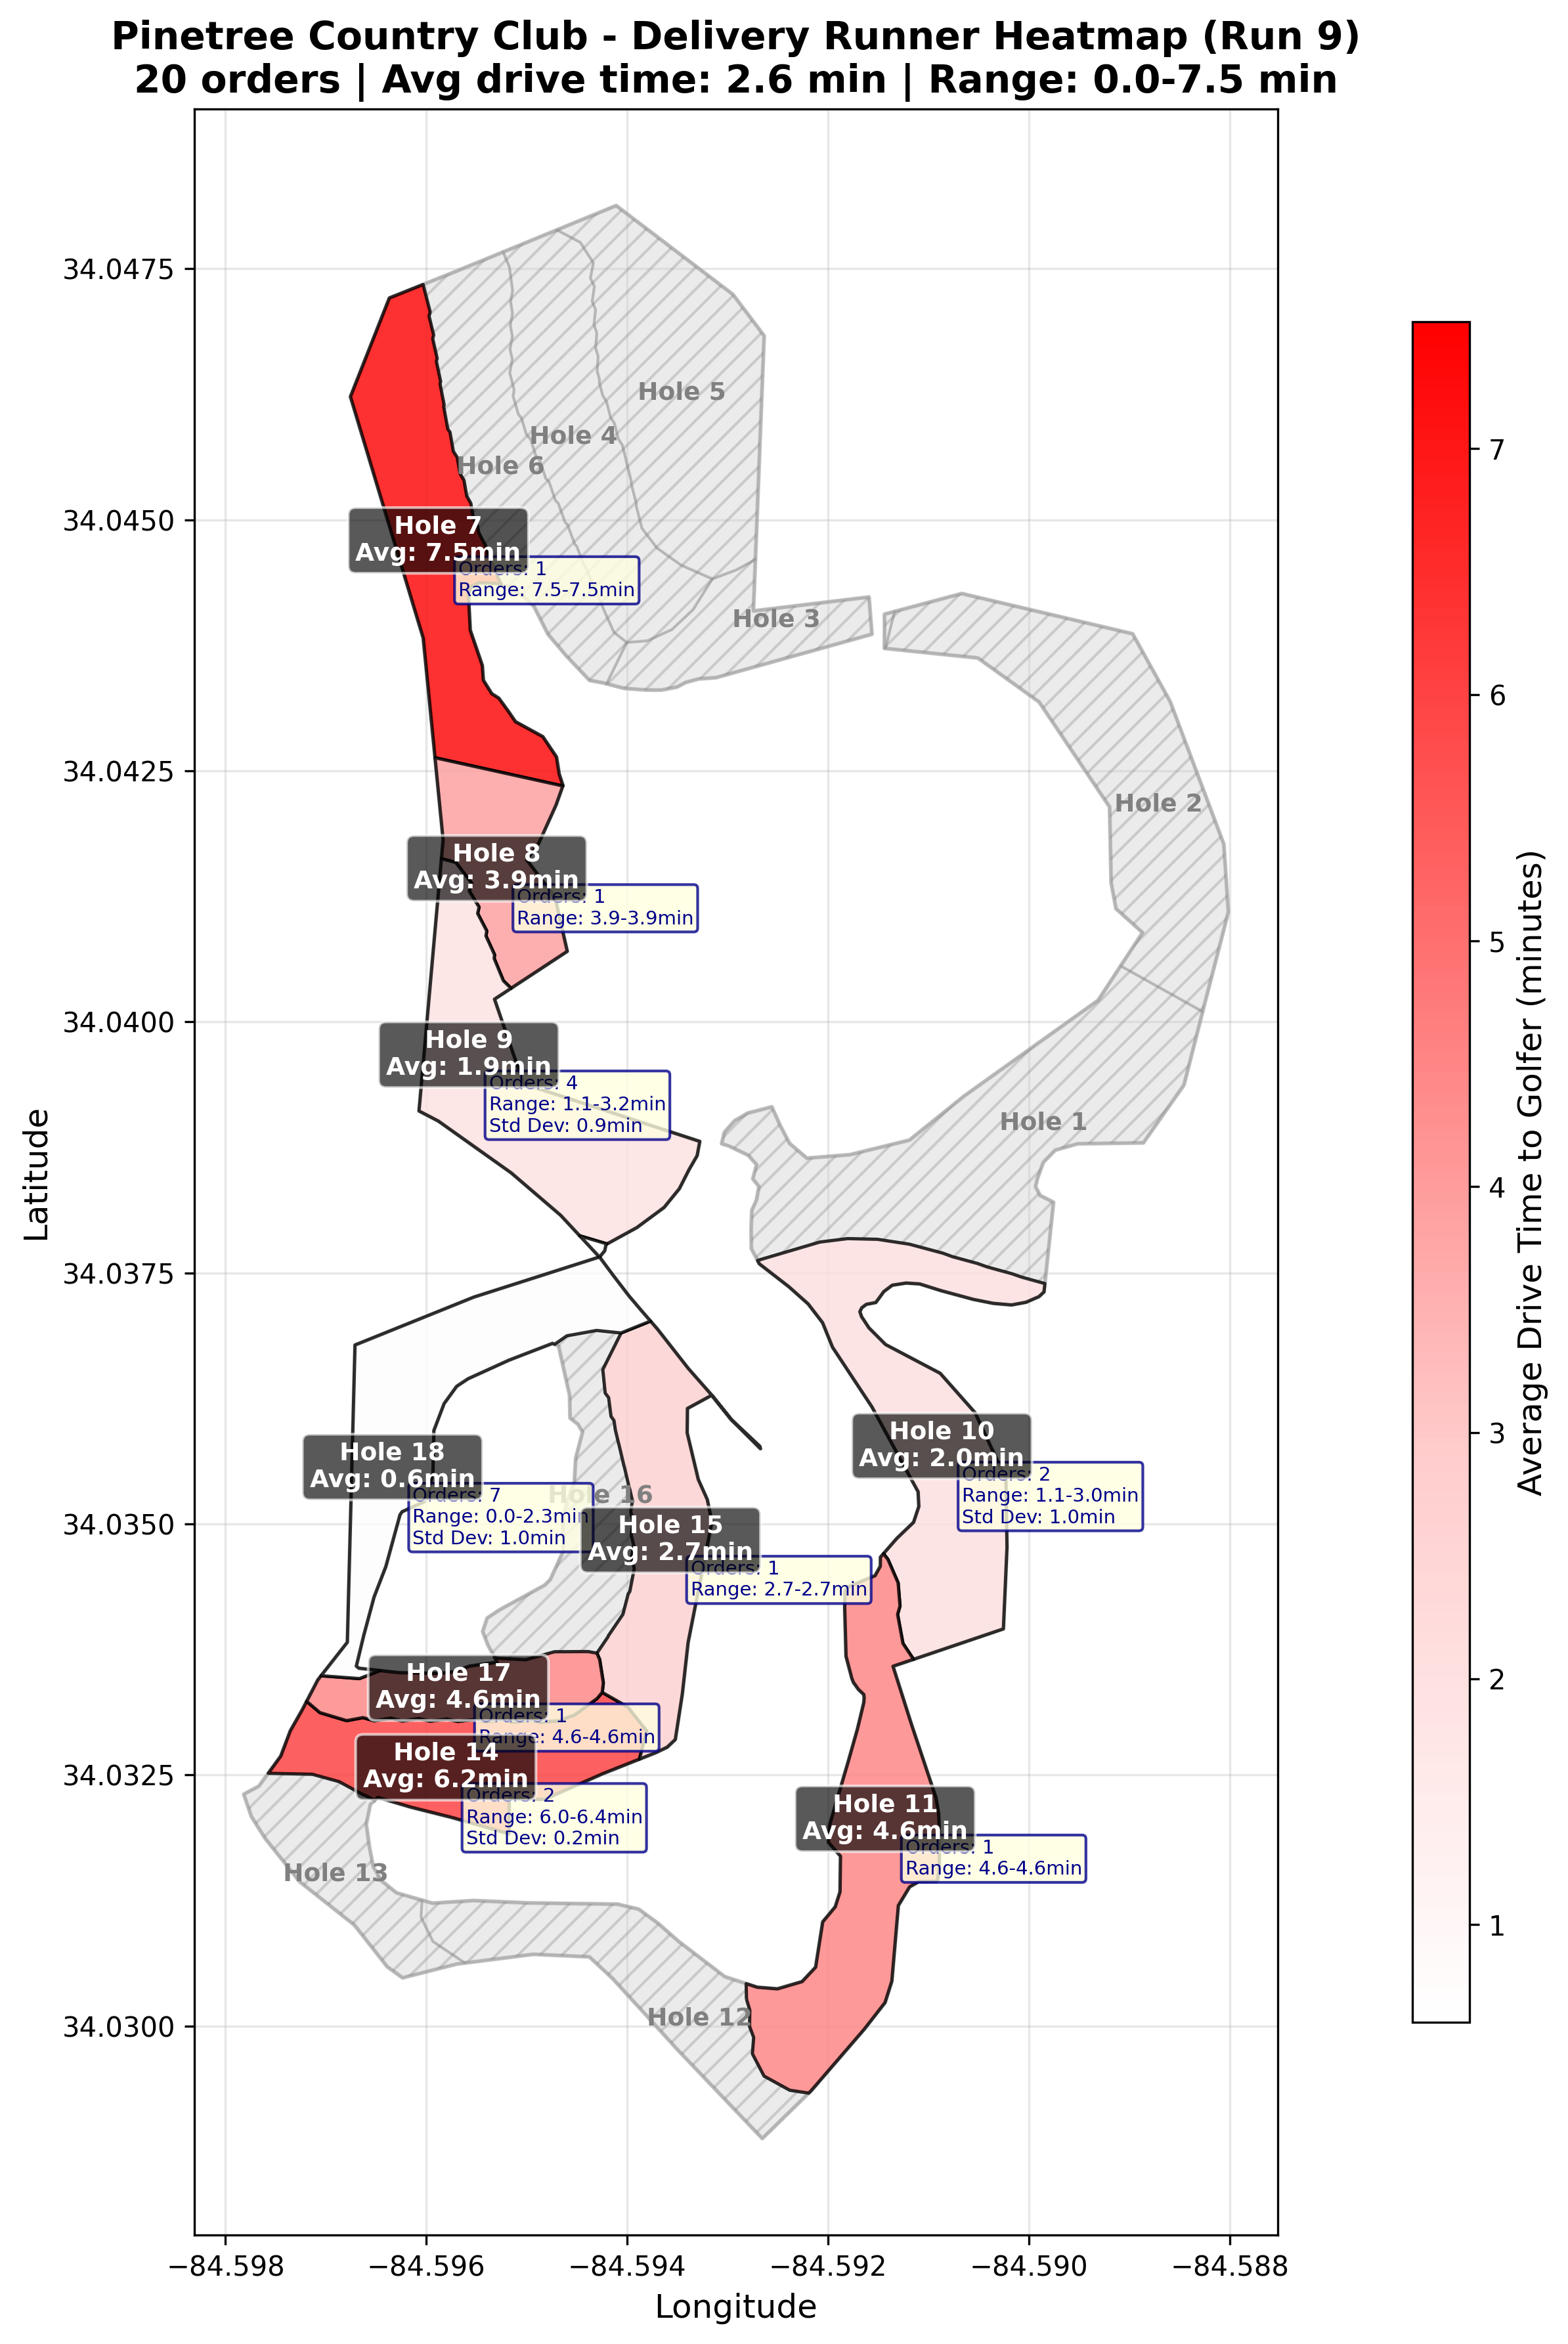 Pinetree Country Club - Delivery Runner Heatmap (Run 9)
20 orders | Avg drive time: 2.6 min | Range: 0.0-7.5 min
34.0475
34.0450
34.0425
34.0400
34.0375
34.0350
34.0325
34.0300
Latitude
Hole 5
Hole 4
Hole 6
Hole 7
Avg: 7.5min
Orders: 1
Range: 7.5-7.5min
Hole 3
Hole 2
Hole 8
Avg: 3.9min
Orders: 1
Range: 3.9-3.9min
Hole 9
Avg: 1.9min
Orders: 4
Range: 1.1-3.2min
Std Dev: 0.9min
Hole 1
Hole 10
Avg: 2.0min
Orders: 2
Range: 1.1-3.0min
Std Dev: 1.0min
Hole 18
Avg: 0.6min
Orders: 7
Range: 0.0-2.3min
Std Dev: 1.0min
Hole 16
Hole 15
Avg: 2.7min
Orders: 1
Range: 2.7-2.7min
Hole 17
Avg: 4.6min
Orders: 1
Range: 4.6-4.6min
Hole 14
Avg: 6.2min
Orders: 2
Range: 6.0-6.4min
Std Dev: 0.2min
Hole 11
Avg: 4.6min
Orders: 1
Range: 4.6-4.6min
Hole 13
Hole 12
−84.598
−84.596
−84.594
−84.592
−84.590
−84.588
Longitude
7
6
5
4
3
2
1
Average Drive Time to Golfer (minutes)